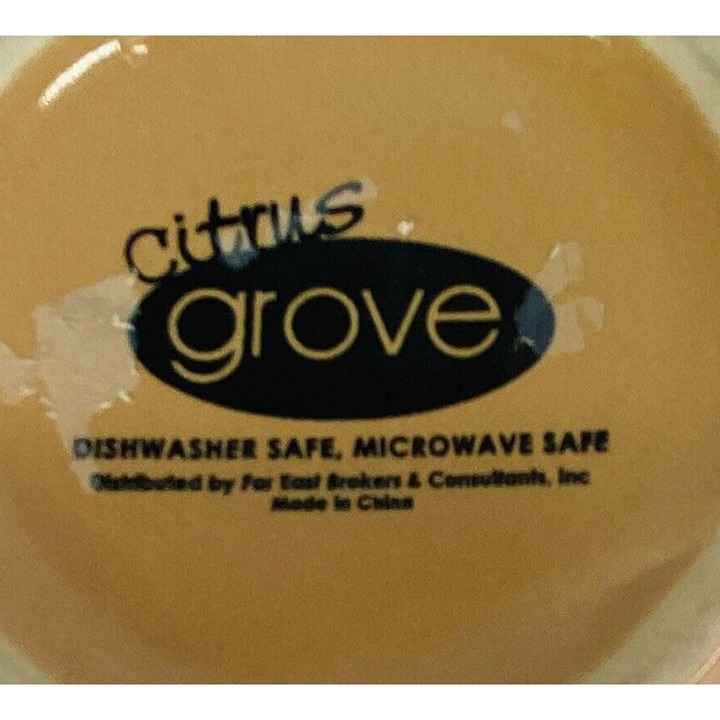 citrus
grove
DISHWASHER SAFE, MICROWAVE SAFE
Distributed by Far East Brokers & Consultants, Inc
Made in China